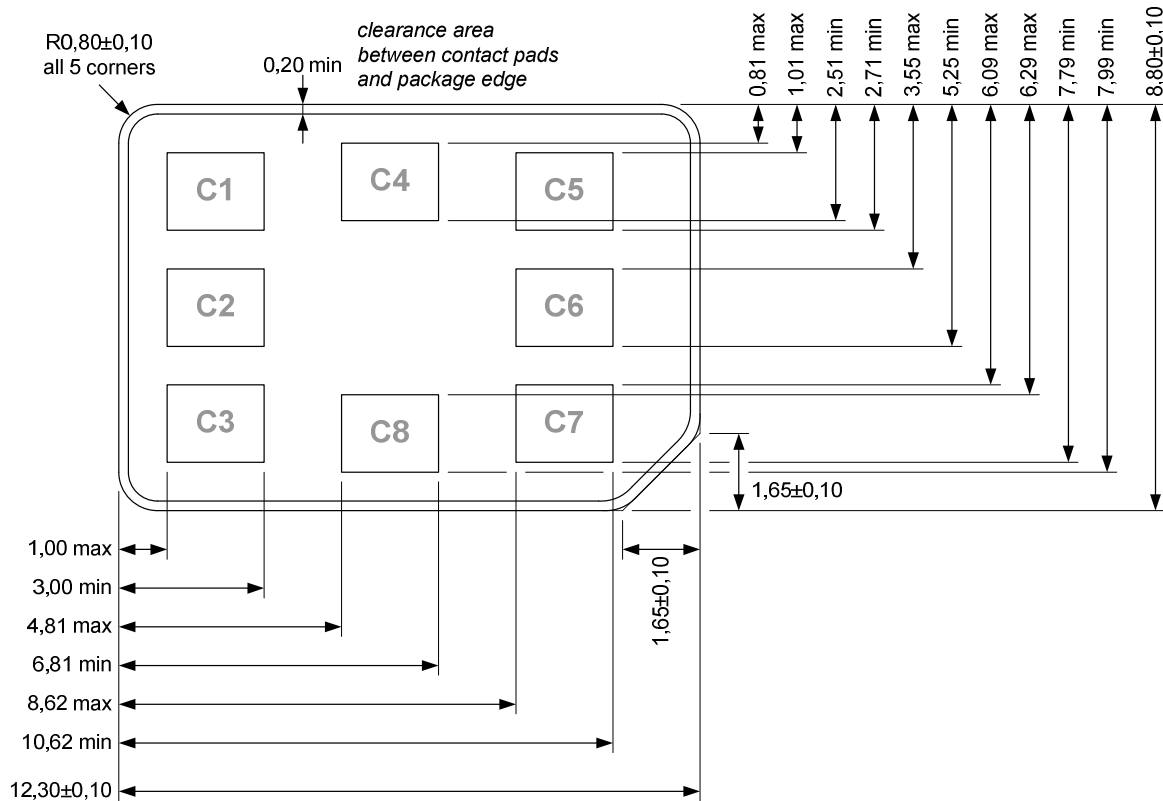 R0,80±0,10
all 5 corners
0,20 min
clearance area
between contact pads
and package edge
0,81 max
1,01 max
2,51 min
2,71 min
3,55 max
5,25 min
6,09 max
6,29 max
7,79 min
7,99 min
8,80±0,10
C1
C4
C5
C2
C6
C3
C8
C7
1,65±0,10
1,65±0,10
1,00 max
3,00 min
4,81 max
6,81 min
8,62 max
10,62 min
12,30±0,10